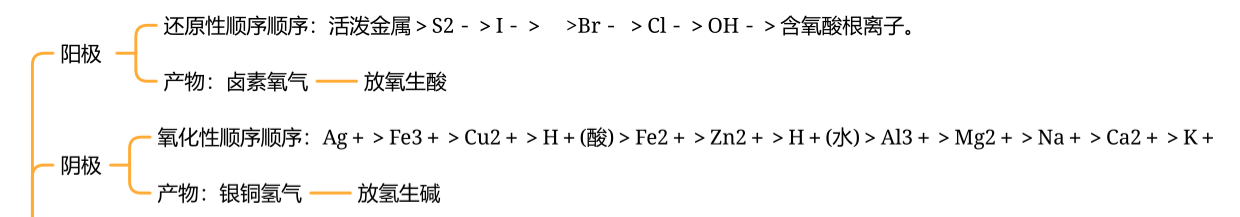 还原性顺序顺序：活泼金属 > S2 - > I - > >Br - > Cl - > OH - > 含氧酸根离子。
阳极
产物：卤素氧气 放氧生酸
氧化性顺序顺序：Ag + > Fe3 + > Cu2 + > H + (酸) > Fe2 + > Zn2 + > H + (水) > Al3 + > Mg2 + > Na + > Ca2 + > K +
阴极
产物：银铜氢气 放氢生碱